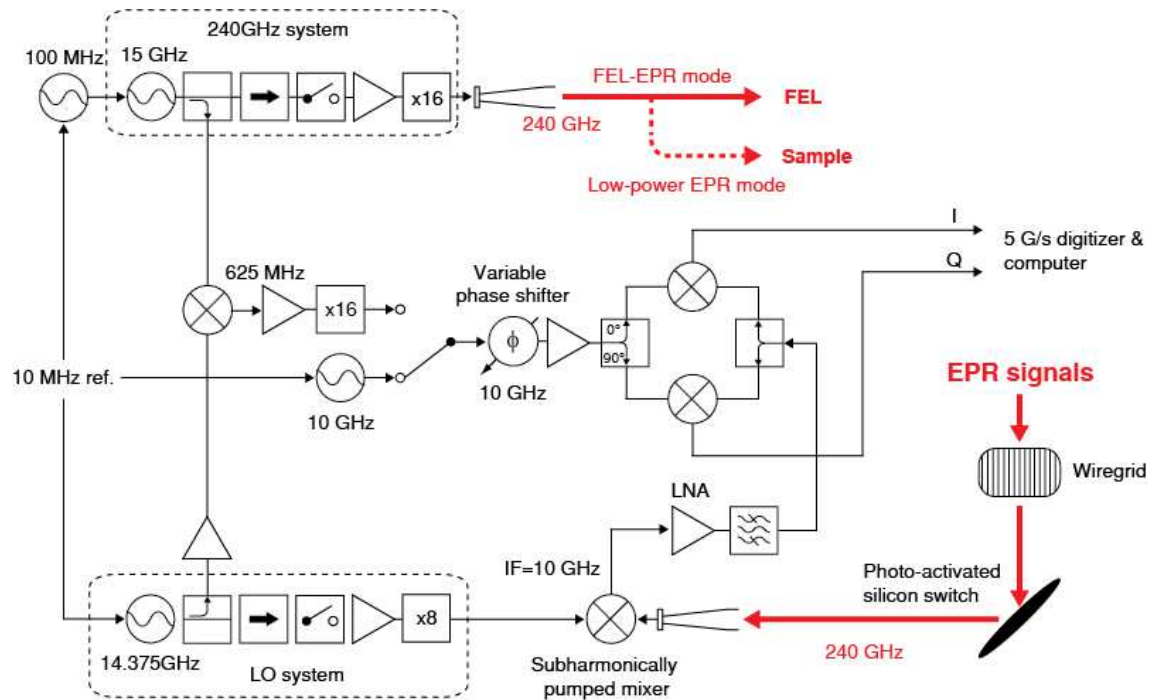 240GHz system
100 MHz
15 GHz
x16
FEL-EPR mode
FEL
240 GHz
Sample
Low-power EPR mode
I
5 G/s digitizer &
computer
Q
625 MHz
x16
Variable
phase shifter
ϕ
0°
90°
10 MHz ref.
10 GHz
10 GHz
EPR signals
Wiregrid
LNA
IF=10 GHz
Photo-activated
silicon switch
x8
14.375GHz
LO system
Subharmonically
pumped mixer
240 GHz